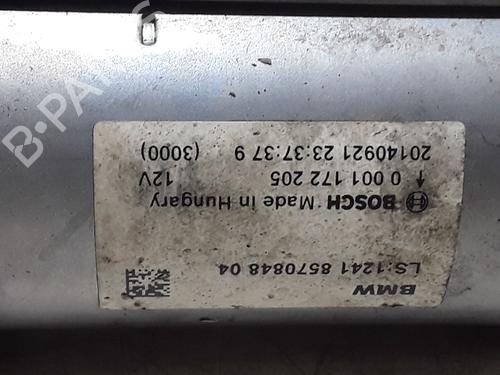 BMW
LS:1241 8570848 04
BOSCH Made in Hungary
↑ 0 001 172 205 12V
20140921 23:37:37 9 (3000)
B-PARTS